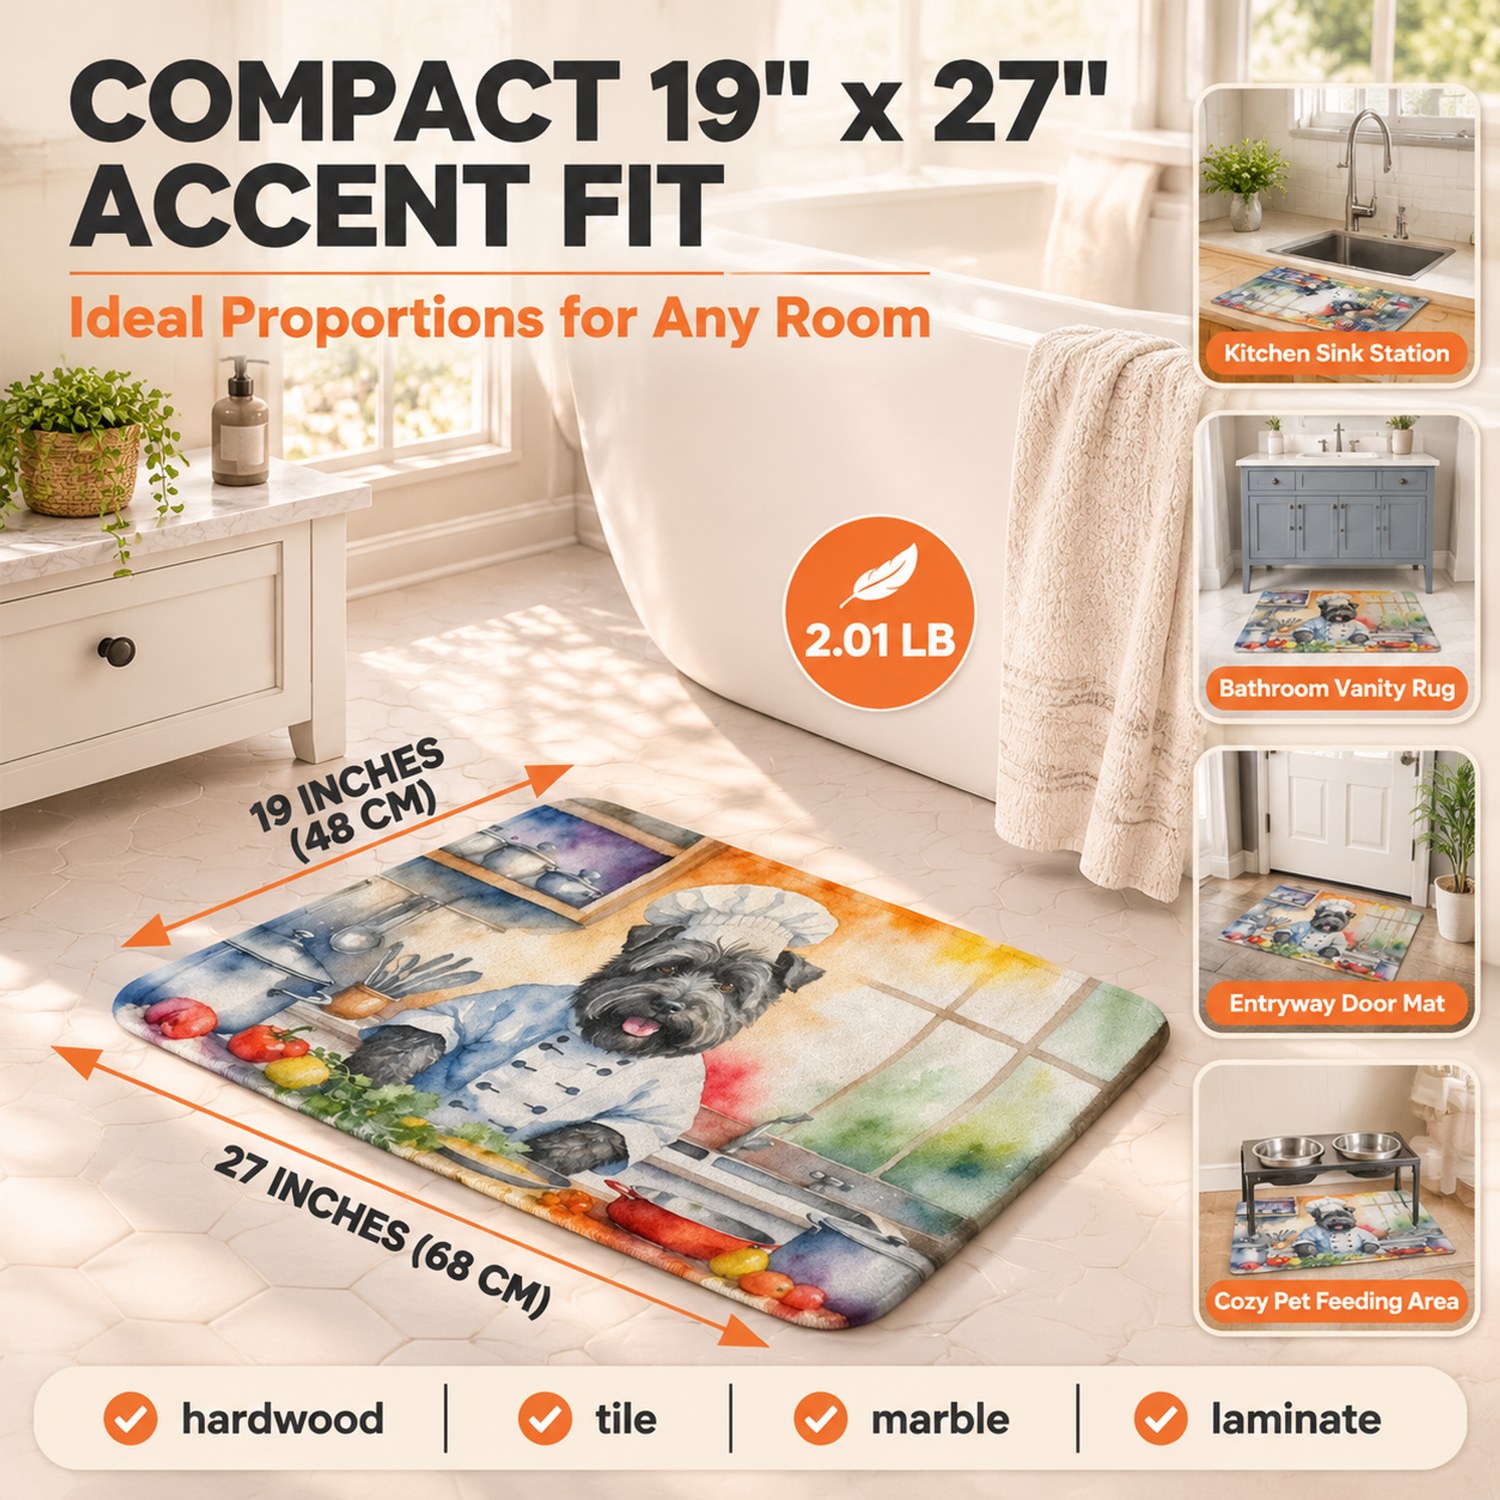 COMPACT 19" x 27"
ACCENT FIT
Ideal Proportions for Any Room
Kitchen Sink Station
Bathroom Vanity Rug
2.01 LB
19 INCHES
(48 CM)
27 INCHES (68 CM)
Entryway Door Mat
Cozy Pet Feeding Area
hardwood
tile
marble
laminate